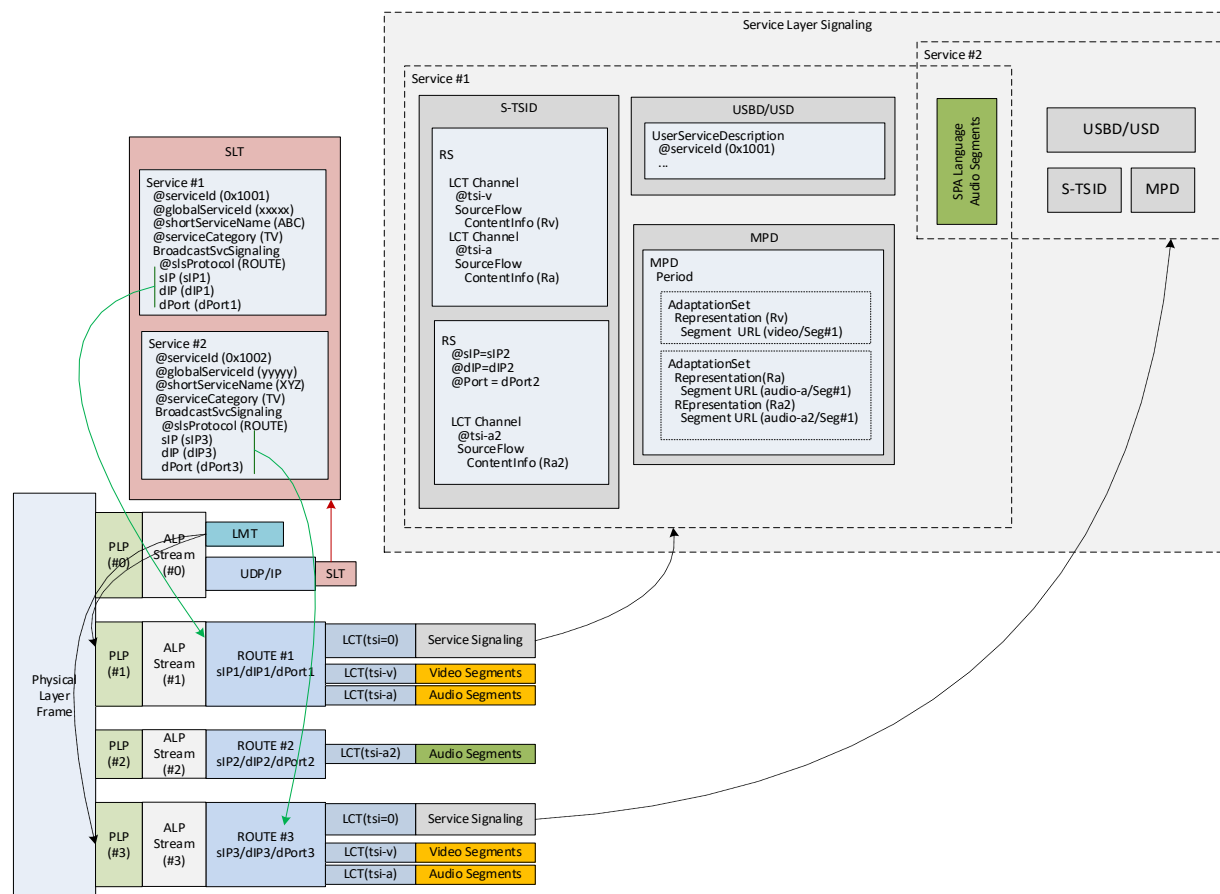 Service Layer Signaling
Service #2
Service #1
S-TSID
RS
LCT Channel
@tsi-v
SourceFlow
ContentInfo (Rv)
LCT Channel
@tsi-a
SourceFlow
ContentInfo (Ra)
RS
@sIP=sIP2
@dIP=dIP2
@Port = dPort2
LCT Channel
@tsi-a2
SourceFlow
ContentInfo (Ra2)
USBD/USD
UserServiceDescription
@serviceId (0x1001)
...
MPD
MPD
Period
AdaptationSet
Representation (Rv)
Segment URL (video/Seg#1)
AdaptationSet
Representation(Ra)
Segment URL (audio-a/Seg#1)
REpresentation (Ra2)
Segment URL (audio-a2/Seg#1)
SPA Language
Audio Segments
USBD/USD
S-TSID
MPD
SLT
Service #1
@serviceId (0x1001)
@globalServiceId (xxxxx)
@shortServiceName (ABC)
@serviceCategory (TV)
BroadcastSvcSignaling
@slsProtocol (ROUTE)
sIP (sIP1)
dIP (dIP1)
dPort (dPort1)
Service #2
@serviceId (0x1002)
@globalServiceId (yyyyy)
@shortServiceName (XYZ)
@serviceCategory (TV)
BroadcastSvcSignaling
@slsProtocol (ROUTE)
sIP (sIP3)
dIP (dIP3)
dPort (dPort3)
Physical
Layer
Frame
PLP
(#0)
ALP
Stream
(#0)
LMT
UDP/IP
SLT
PLP
(#1)
ALP
Stream
(#1)
ROUTE #1
sIP1/dIP1/dPort1
LCT(tsi=0)
Service Signaling
LCT(tsi-v)
Video Segments
LCT(tsi-a)
Audio Segments
PLP
(#2)
ALP
Stream
(#2)
ROUTE #2
sIP2/dIP2/dPort2
LCT(tsi-a2)
Audio Segments
PLP
(#3)
ALP
Stream
(#3)
ROUTE #3
sIP3/dIP3/dPort3
LCT(tsi=0)
Service Signaling
LCT(tsi-v)
Video Segments
LCT(tsi-a)
Audio Segments